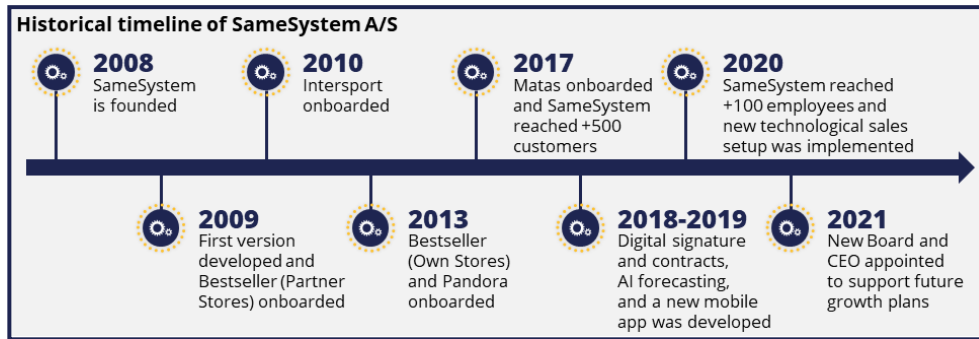 Historical timeline of SameSystem A/S
2008
SameSystem
is founded
2009
First version
developed and
Bestseller (Partner
Stores) onboarded
2010
Intersport
onboarded
2013
Bestseller
(Own Stores)
and Pandora
onboarded
2017
Matas onboarded
and SameSystem
reached +500
customers
2018-2019
Digital signature
and contracts,
AI forecasting,
and a new mobile
app was developed
2020
SameSystem reached
+100 employees and
new technological sales
setup was implemented
2021
New Board and
CEO appointed
to support future
growth plans